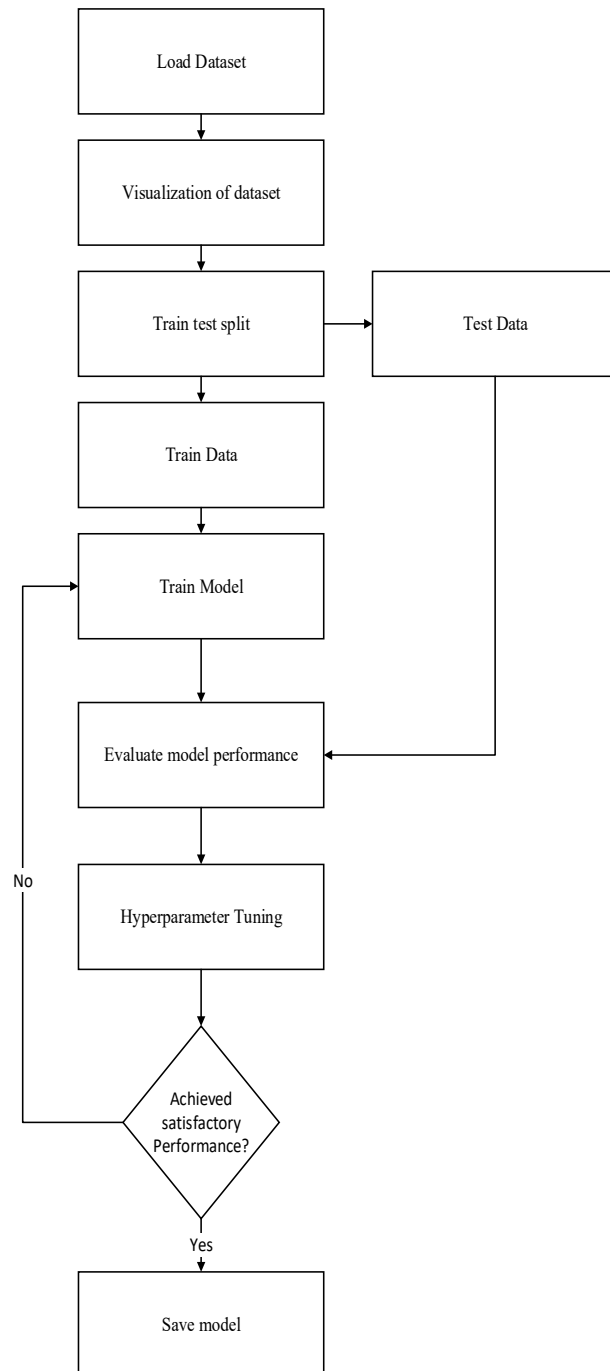 Load Dataset
Visualization of dataset
Train test split
Test Data
Train Data
Train Model
Evaluate model performance
No
Hyperparameter Tuning
Achieved
satisfactory
Performance?
Yes
Save model